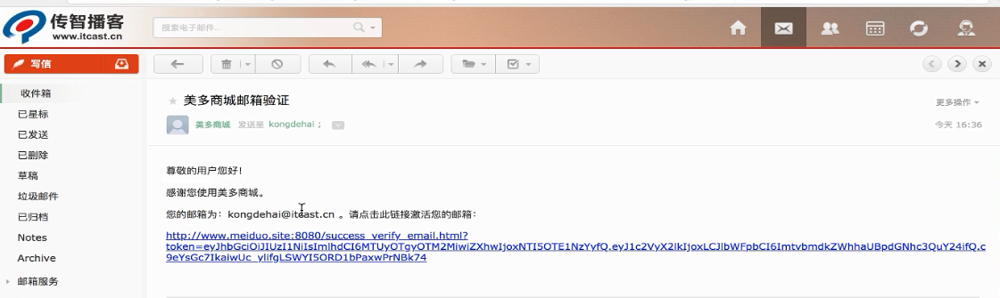 传智播客
www.itcast.cn
搜索电子邮件...
写信
收件箱
已星标
已发送
已删除
草稿
垃圾邮件
已归档
Notes
Archive
邮箱服务
美多商城邮箱验证
更多操作
美多商城 发送至 kongdehai ;
今天 16:36
尊敬的用户您好!
感谢您使用美多商城。
您的邮箱为: kongdehai@itcast.cn 。请点击此链接激活您的邮箱:
http://www.meiduo.site:8080/success_verify_email.html?
token=eyJhbGciOiJIUzI1NiIsImlhdCI6MTUyOTgyOTM2MiwiZXhwIjoxNTI5OTE1NzYyfQ.eyJ1c2VyX2lkIjoxLCJlbWFpbCI6ImtvbmdkZWhhaUBpdGNhc3QuY24ifQ.c
9eYsGc7IkaiwUc_ylifgLSWYI5ORD1bPaxwPrNBk74